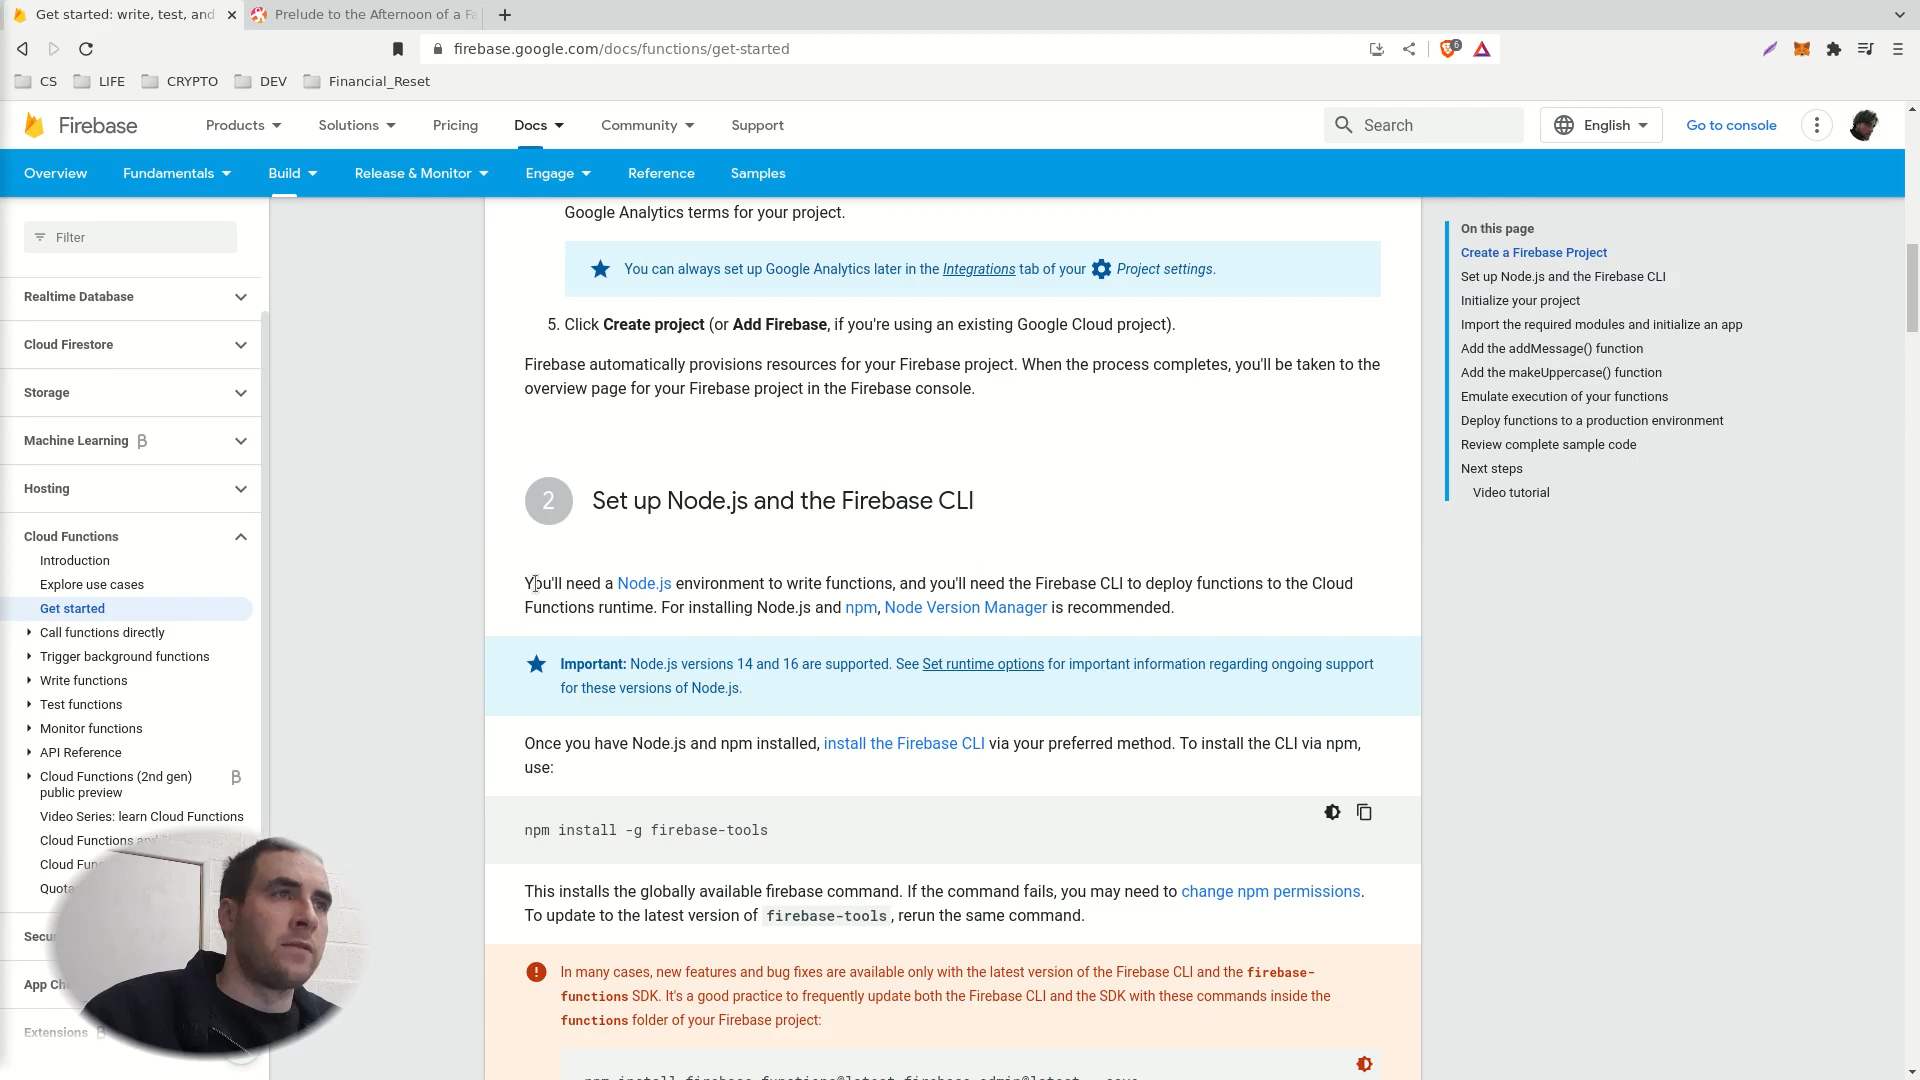 Get started: write, test, and
Prelude to the Afternoon of a Fa
firebase.google.com/docs/functions/get-started
6
CS
LIFE
CRYPTO
DEV
Financial_Reset
Firebase
Products
Solutions
Pricing
Docs
Community
Support
Search
English
Go to console
Overview
Fundamentals
Build
Release & Monitor
Engage
Reference
Samples
Filter
Realtime Database
Cloud Firestore
Storage
Machine Learning
Hosting
Cloud Functions
Introduction
Explore use cases
Get started
Call functions directly
Trigger background functions
Write functions
Test functions
Monitor functions
API Reference
Cloud Functions (2nd gen)
public preview
Video Series: learn Cloud Functions
Cloud Functions
Cloud
Extensions
Google Analytics terms for your project.
You can always set up Google Analytics later in the Integrations tab of your Project settings.
5. Click Create project (or Add Firebase, if you're using an existing Google Cloud project).
Firebase automatically provisions resources for your Firebase project. When the process completes, you'll be taken to the
overview page for your Firebase project in the Firebase console.
2 Set up Node.js and the Firebase CLI
You'll need a Node.js environment to write functions, and you'll need the Firebase CLI to deploy functions to the Cloud
Functions runtime. For installing Node.js and npm, Node Version Manager is recommended.
Important: Node.js versions 14 and 16 are supported. See Set runtime options for important information regarding ongoing support
for these versions of Node.js.
Once you have Node.js and npm installed, install the Firebase CLI via your preferred method. To install the CLI via npm,
use:
npm install -g firebase-tools
This installs the globally available firebase command. If the command fails, you may need to change npm permissions.
To update to the latest version of firebase-tools, rerun the same command.
In many cases, new features and bug fixes are available only with the latest version of the Firebase CLI and the firebase-
functions SDK. It's a good practice to frequently update both the Firebase CLI and the SDK with these commands inside the
functions folder of your Firebase project:
npm install firebase-functions@latest firebase-admin@latest --save
On this page
Create a Firebase Project
Set up Node.js and the Firebase CLI
Initialize your project
Import the required modules and initialize an app
Add the addMessage() function
Add the makeUppercase() function
Emulate execution of your functions
Deploy functions to a production environment
Review complete sample code
Next steps
Video tutorial